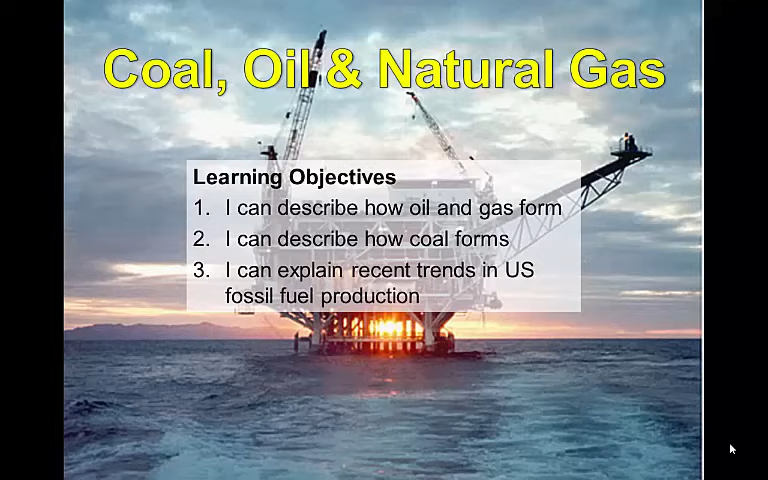 Coal, Oil & Natural Gas
Learning Objectives
1. I can describe how oil and gas form
2. I can describe how coal forms
3. I can explain recent trends in US
fossil fuel production